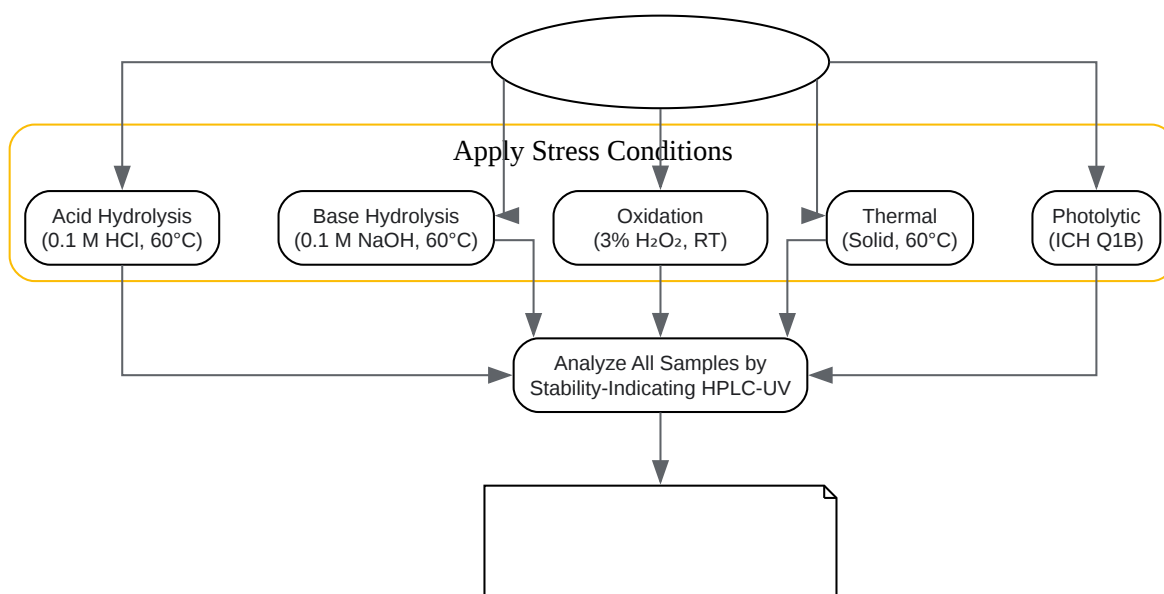 Apply Stress Conditions
Acid Hydrolysis
(0.1 M HCl, 60°C)
Base Hydrolysis
(0.1 M NaOH, 60°C)
Oxidation
(3% H₂O₂, RT)
Thermal
(Solid, 60°C)
Photolytic
(ICH Q1B)
Analyze All Samples by
Stability-Indicating HPLC-UV